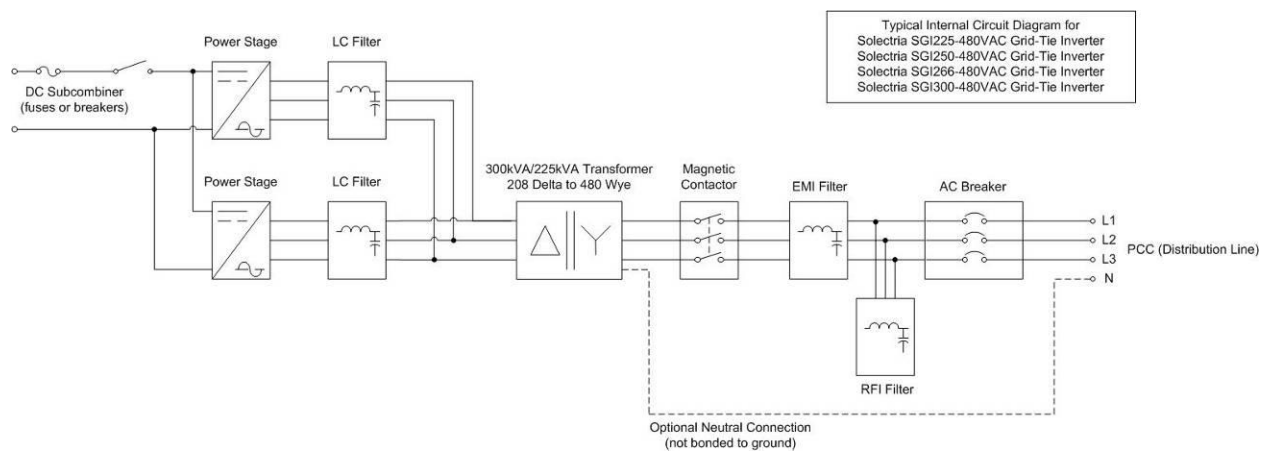 Typical Internal Circuit Diagram for
Solectria SGI225-480VAC Grid-Tie Inverter
Solectria SGI250-480VAC Grid-Tie Inverter
Solectria SGI266-480VAC Grid-Tie Inverter
Solectria SGI300-480VAC Grid-Tie Inverter
Power Stage
LC Filter
DC Subcombiner
(fuses or breakers)
Power Stage
LC Filter
300kVA/225kVA Transformer
208 Delta to 480 Wye
Magnetic
Contactor
EMI Filter
AC Breaker
L1
L2
L3
N
PCC (Distribution Line)
RFI Filter
Optional Neutral Connection
(not bonded to ground)